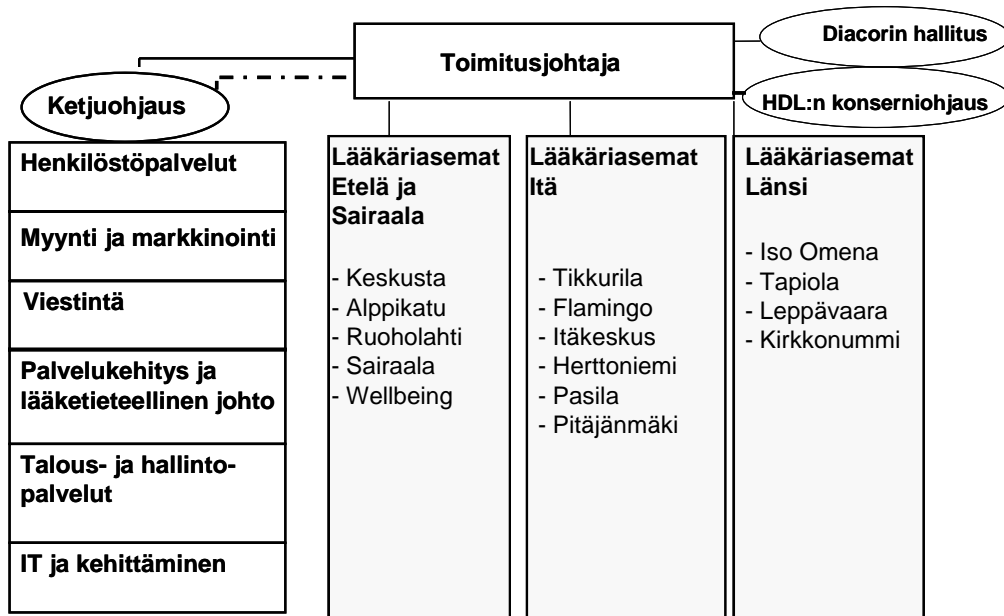 Diacorin hallitus
Toimitusjohtaja
HDL:n konserniohjaus
Ketjuohjaus
Henkilöstöpalvelut
Myynti ja markkinointi
Viestintä
Palvelukehitys ja
lääketieteellinen johto
Talous- ja hallinto-
palvelut
IT ja kehittäminen
Lääkäriasemat
Etelä ja
Sairaala
- Keskusta
- Alppikatu
- Ruoholahti
- Sairaala
- Wellbeing
Lääkäriasemat
Itä
- Tikkurila
- Flamingo
- Itäkeskus
- Herttoniemi
- Pasila
- Pitäjänmäki
Lääkäriasemat
Länsi
- Iso Omena
- Tapiola
- Leppävaara
- Kirkkonummi